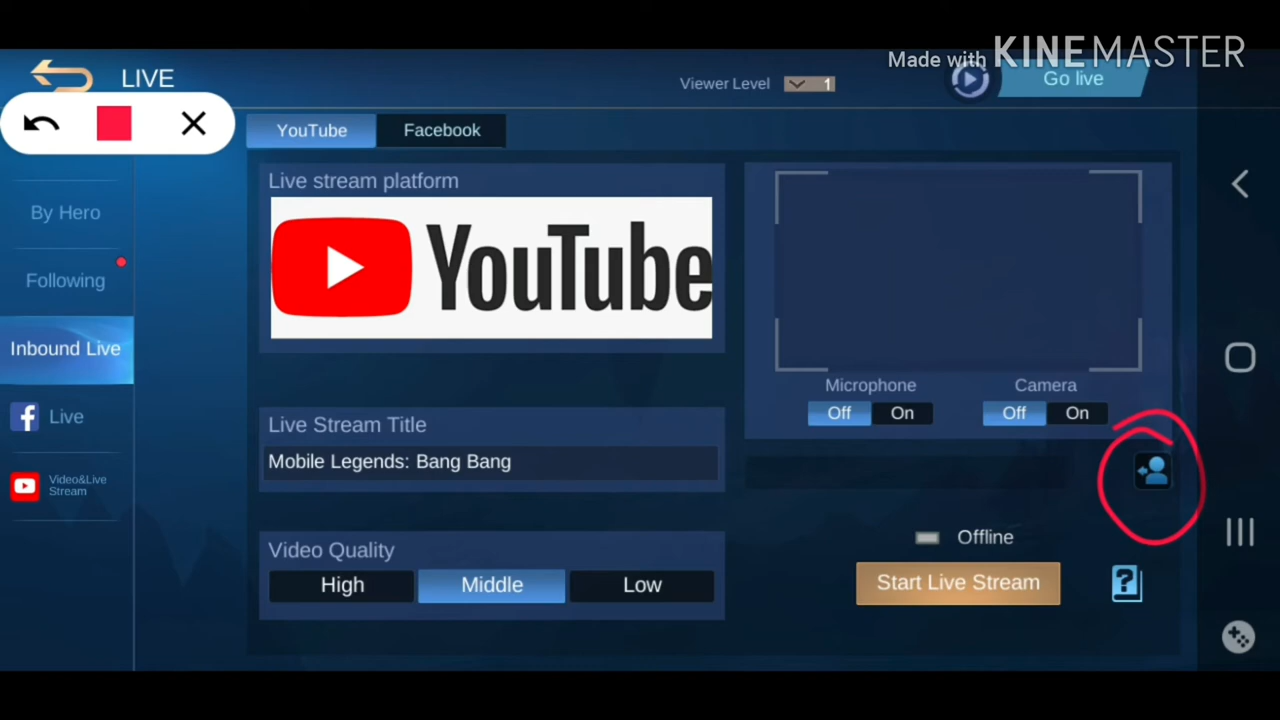 Made with KINEMASTER
LIVE
Viewer Level 1
Go live
YouTube
Facebook
By Hero
Following
Inbound Live
Live
Video&Live
Stream
Live stream platform
YouTube
Live Stream Title
Mobile Legends: Bang Bang
Video Quality
High
Middle
Low
Microphone
Camera
Off
On
Off
On
Offline
Start Live Stream
?